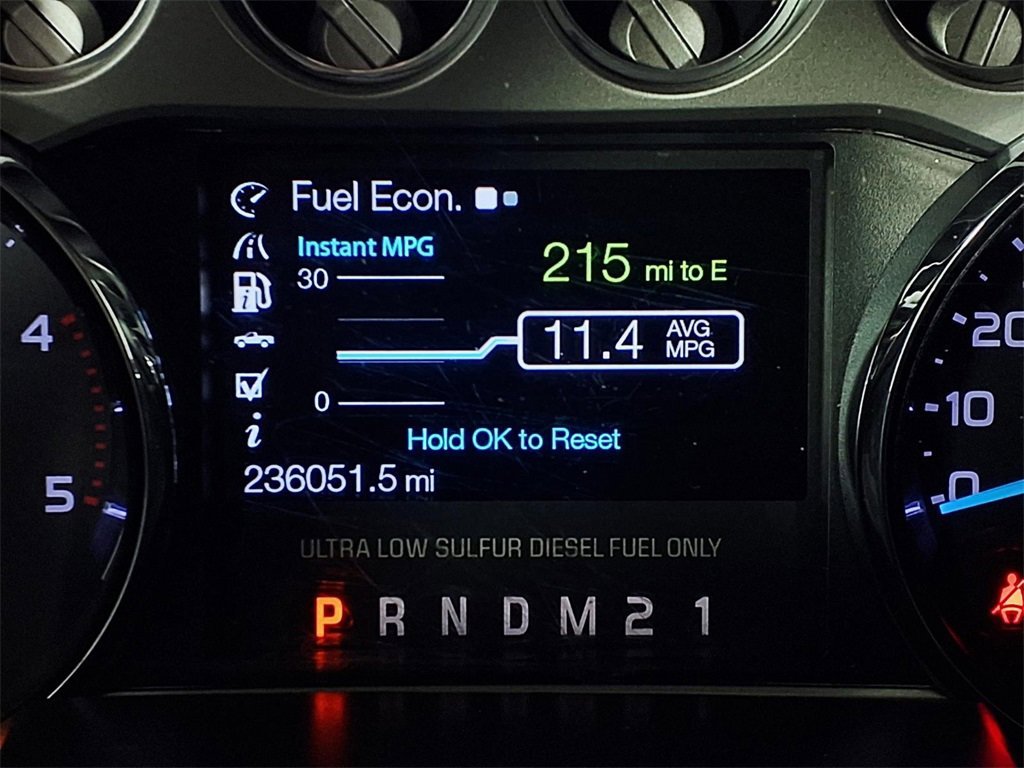 Fuel Econ.
Instant MPG
30
215 mi to E
11.4 AVG MPG
0
Hold OK to Reset
236051.5 mi
ULTRA LOW SULFUR DIESEL FUEL ONLY
P R N D M 2 1
4
5
20
10
0